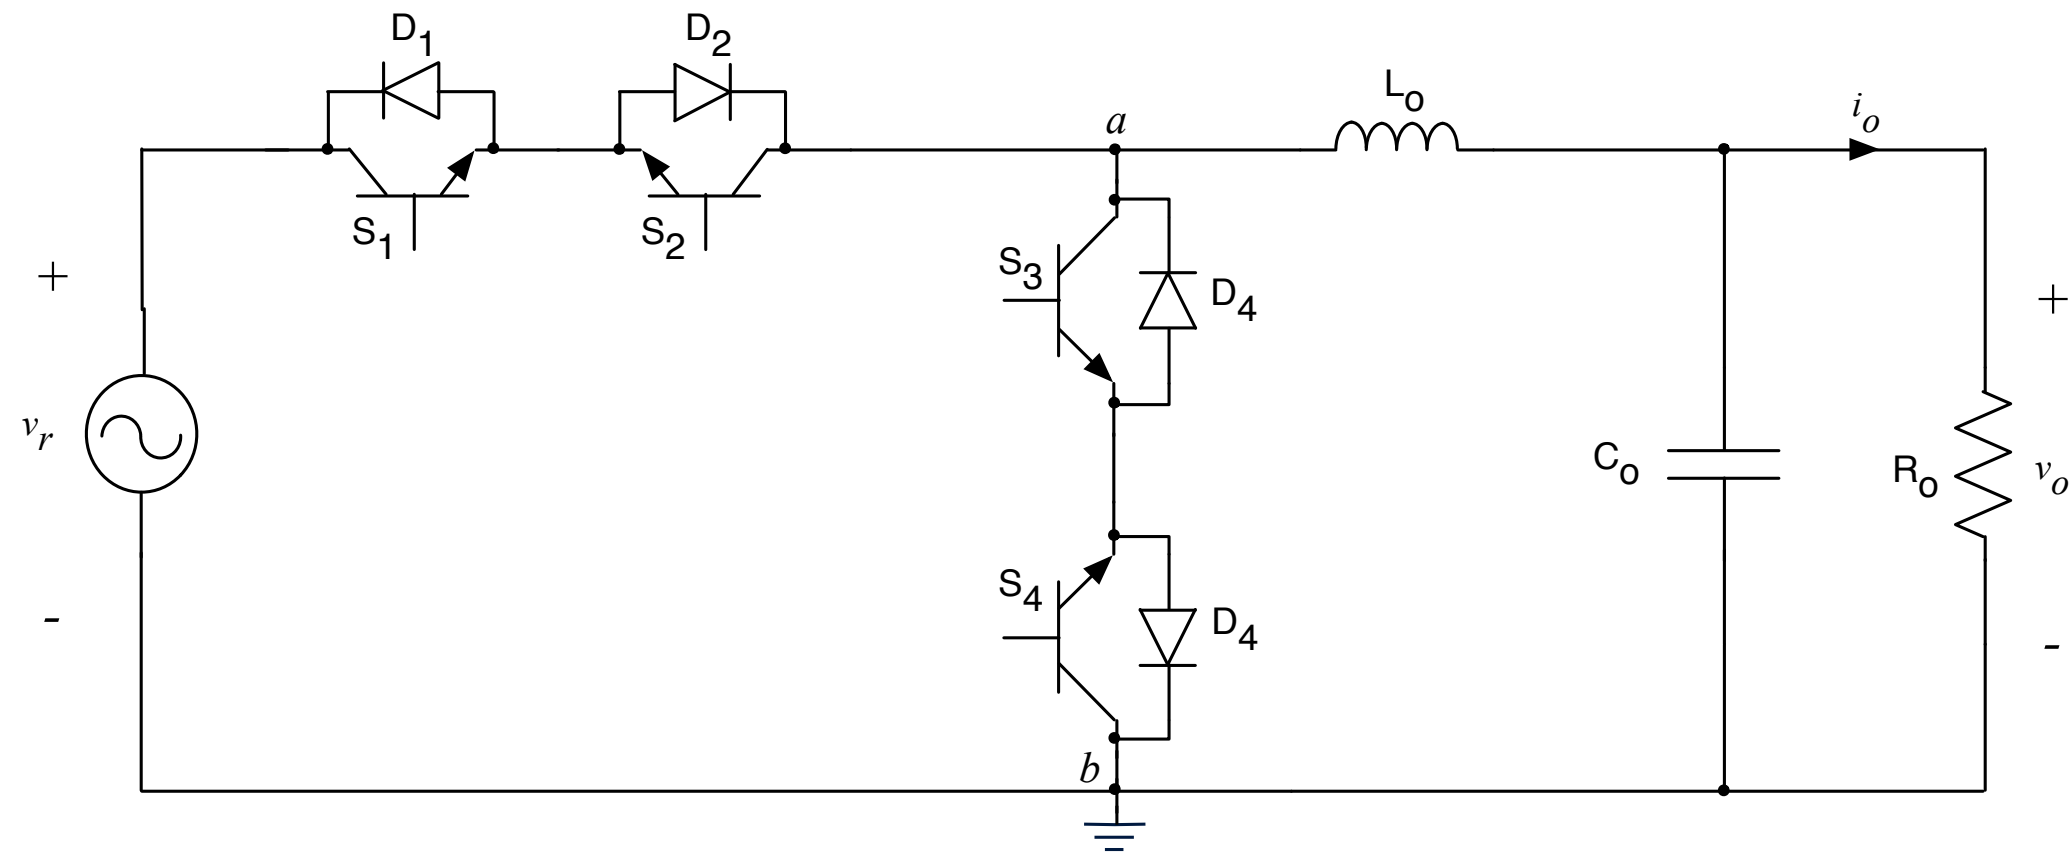 D1
D2
Lo
a
io
S1
S2
S3
D4
+
+
vr
Co
Ro
vo
S4
D4
-
-
b